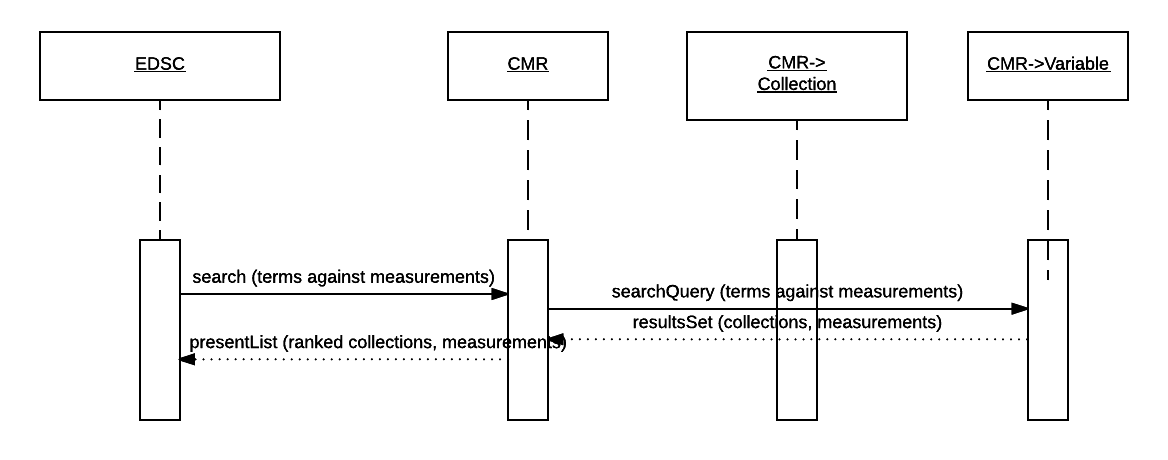 EDSC
CMR
CMR->
Collection
CMR->Variable
search (terms against measurements)
searchQuery (terms against measurements)
resultsSet (collections, measurements)
presentList (ranked collections, measurements)